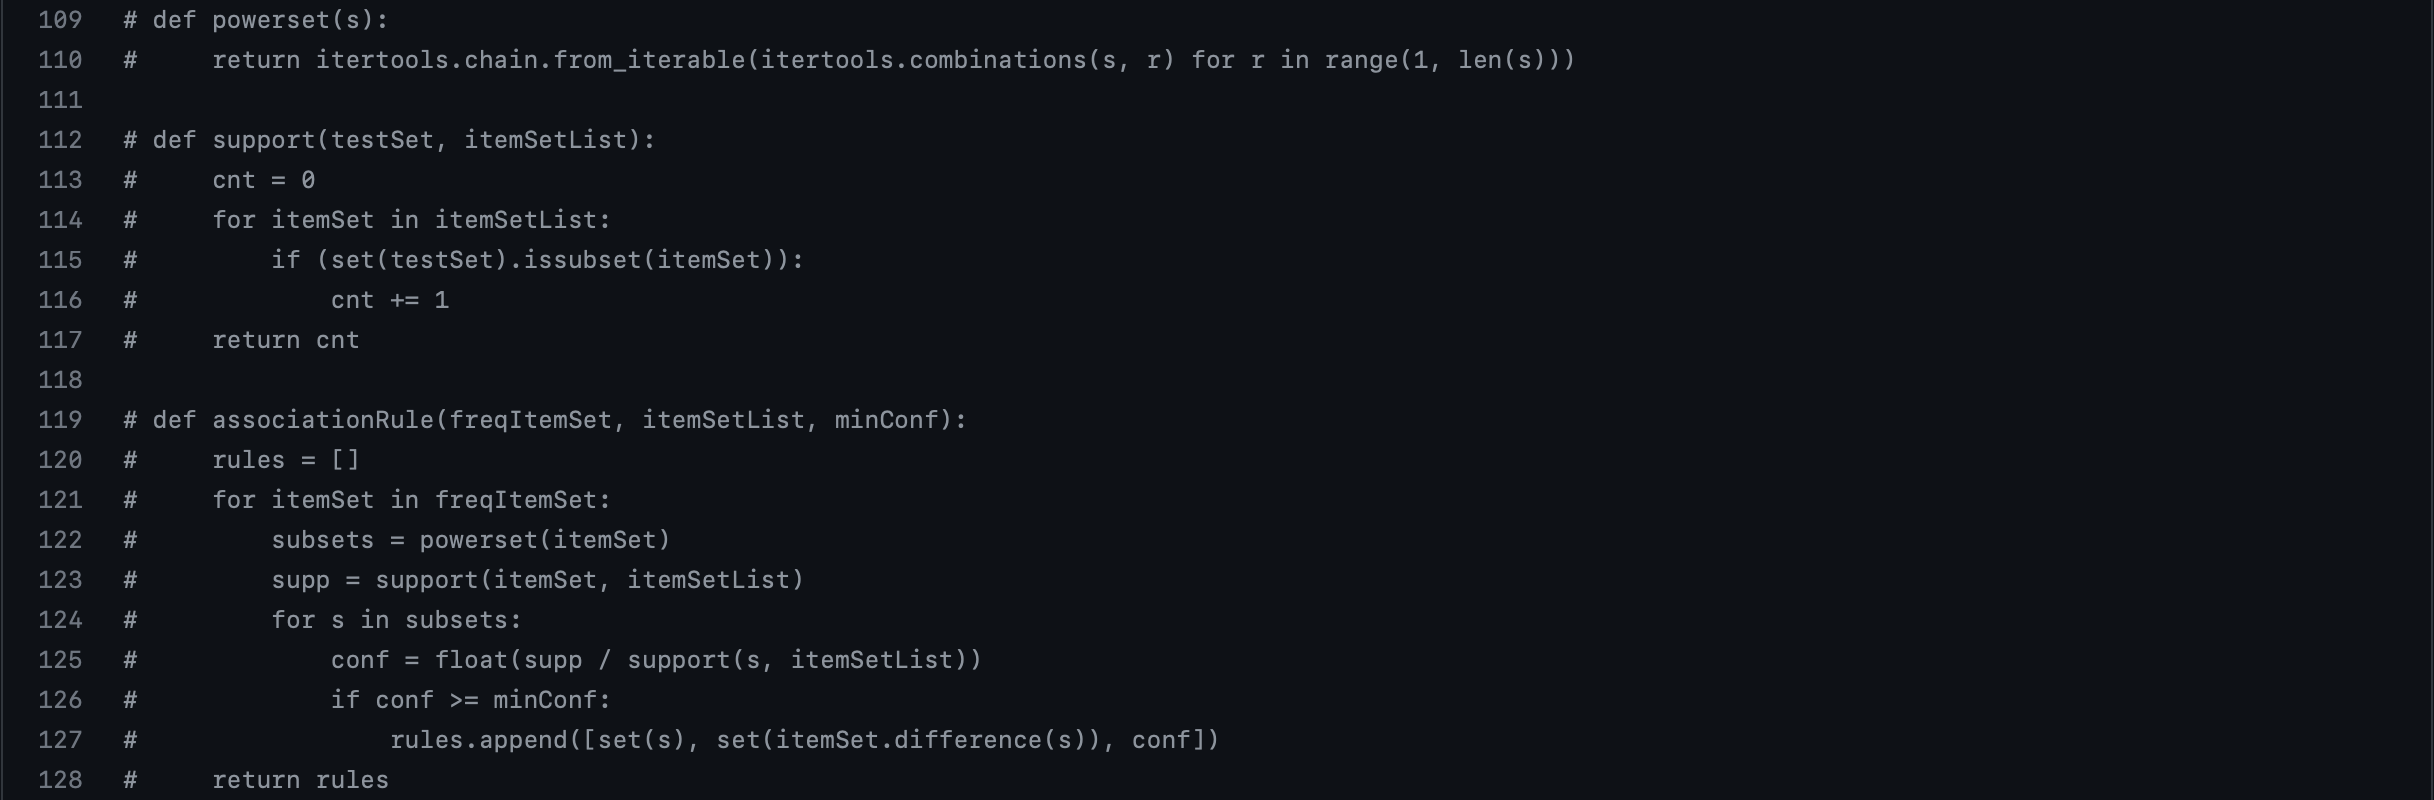 109 # def powerset(s):
110 #     return itertools.chain.from_iterable(itertools.combinations(s, r) for r in range(1, len(s)))
111
112 # def support(testSet, itemSetList):
113 #     cnt = 0
114 #     for itemSet in itemSetList:
115 #         if (set(testSet).issubset(itemSet)):
116 #             cnt += 1
117 #     return cnt
118
119 # def associationRule(freqItemSet, itemSetList, minConf):
120 #     rules = []
121 #     for itemSet in freqItemSet:
122 #         subsets = powerset(itemSet)
123 #         supp = support(itemSet, itemSetList)
124 #         for s in subsets:
125 #             conf = float(supp / support(s, itemSetList))
126 #             if conf >= minConf:
127 #                 rules.append([set(s), set(itemSet.difference(s)), conf])
128 #     return rules